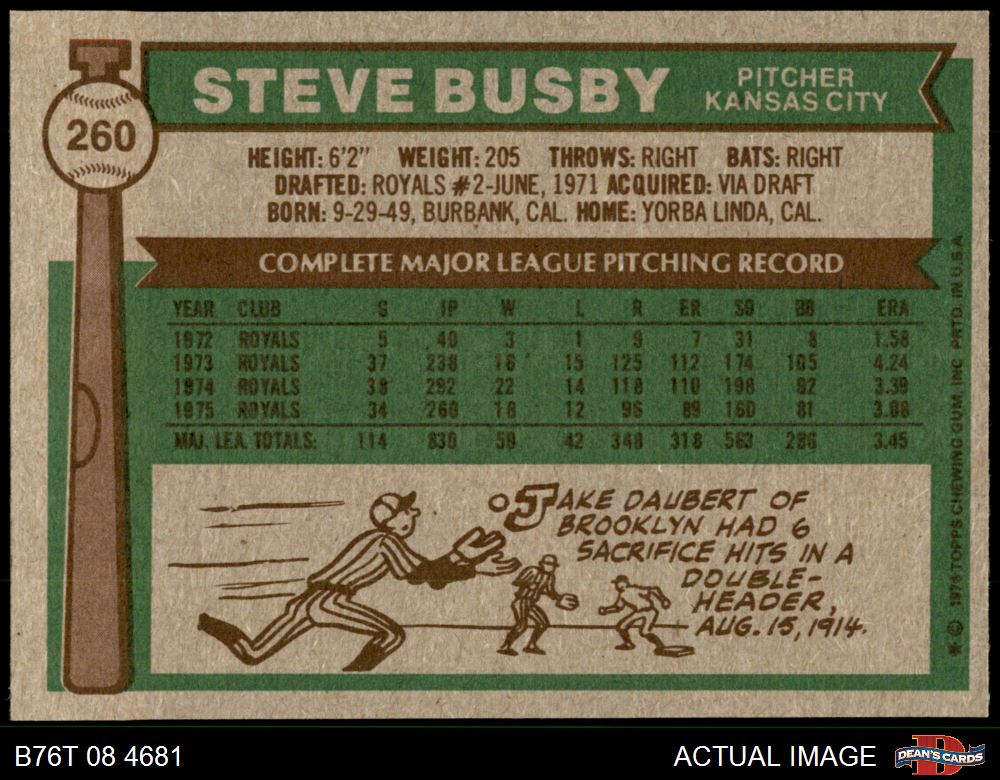 STEVE BUSBY
PITCHER
KANSAS CITY
260
HEIGHT: 6'2" WEIGHT: 205 THROWS: RIGHT BATS: RIGHT
DRAFTED: ROYALS #2-JUNE, 1971 ACQUIRED: VIA DRAFT
BORN: 9-29-49, BURBANK, CAL. HOME: YORBA LINDA, CAL.
COMPLETE MAJOR LEAGUE PITCHING RECORD
YEAR CLUB G IP W L R ER SO BB ERA
1972 ROYALS 5 40 3 1 9 7 31 8 1.58
1973 ROYALS 37 238 16 15 125 112 174 105 4.24
1974 ROYALS 38 292 22 14 118 110 198 92 3.39
1975 ROYALS 34 260 18 12 96 89 160 81 3.08
MAJ. LEA. TOTALS: 114 830 59 42 348 318 563 286 3.45
JAKE DAUBERT OF
BROOKLYN HAD 6
SACRIFICE HITS IN A
DOUBLE-
HEADER,
AUG. 15, 1914.
* © 1976 TOPPS CHEWING GUM, INC. PRTD. IN U.S.A.
B76T 08 4681
ACTUAL IMAGE
D
DEAN'S CARDS